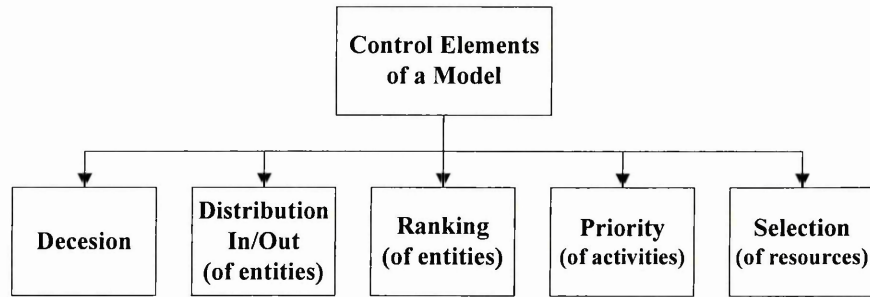 Control Elements
of a Model
Decesion
Distribution
In/Out
(of entities)
Ranking
(of entities)
Priority
(of activities)
Selection
(of resources)